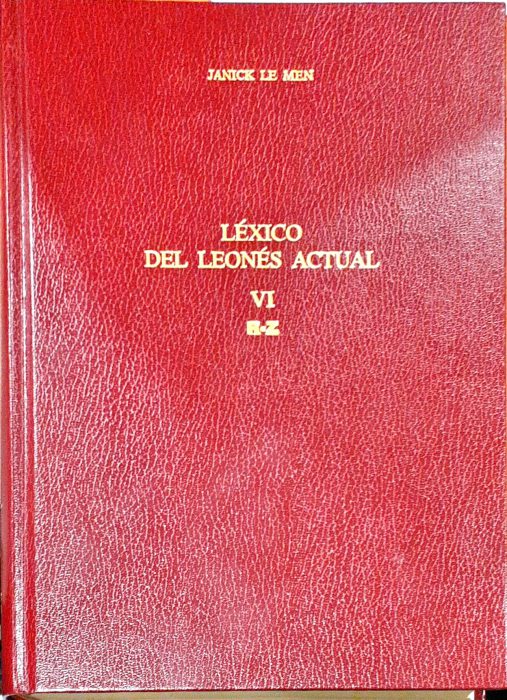 JANICK LE MEN
LÉXICO
DEL LEONÉS ACTUAL
VI
R-Z